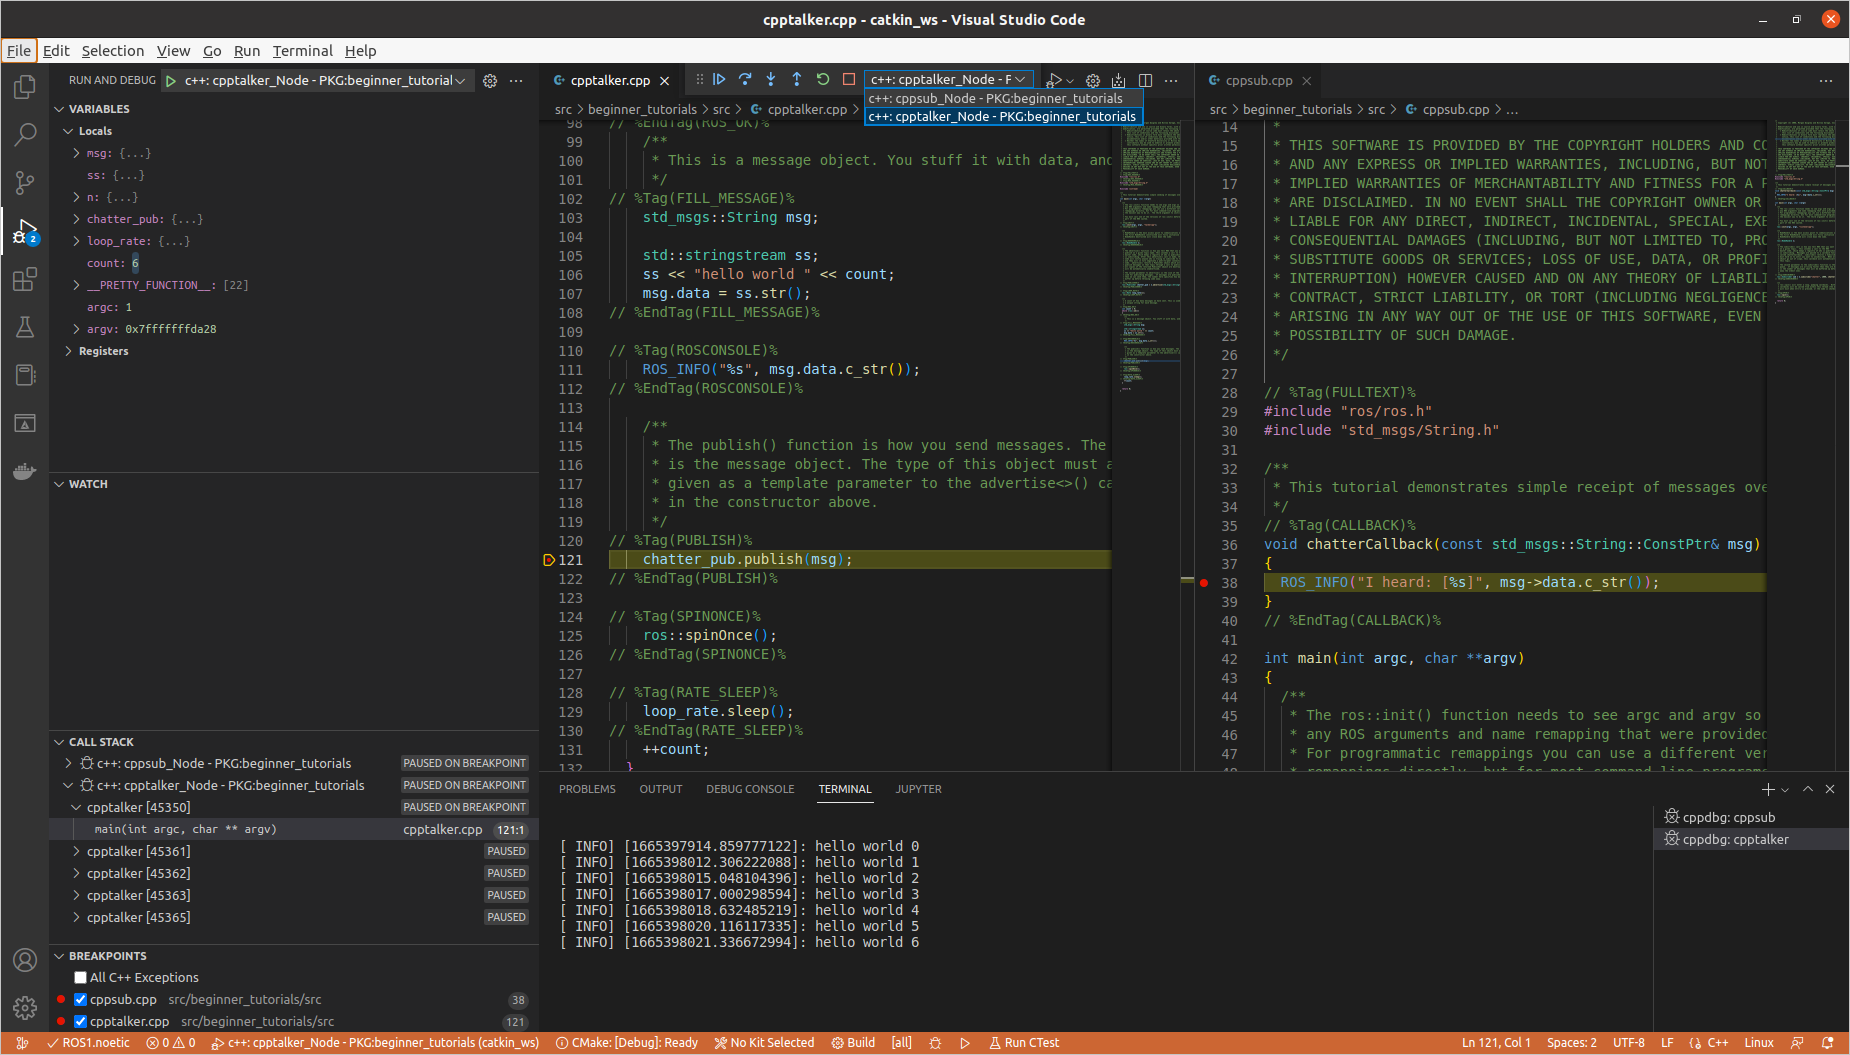 cpptalker.cpp - catkin_ws - Visual Studio Code
File Edit Selection View Go Run Terminal Help
RUN AND DEBUG c++: cpptalker_Node - PKG:beginner_tutorial
VARIABLES
Locals
msg: {...}
ss: {...}
n: {...}
chatter_pub: {...}
loop_rate: {...}
count: 6
__PRETTY_FUNCTION__: [22]
argc: 1
argv: 0x7fffffffda28
Registers
WATCH
CALL STACK
c++: cppsub_Node - PKG:beginner_tutorials PAUSED ON BREAKPOINT
c++: cpptalker_Node - PKG:beginner_tutorials PAUSED ON BREAKPOINT
cpptalker [45350] PAUSED ON BREAKPOINT
main(int argc, char ** argv) cpptalker.cpp 121:1
cpptalker [45361] PAUSED
cpptalker [45362] PAUSED
cpptalker [45363] PAUSED
cpptalker [45365] PAUSED
BREAKPOINTS
All C++ Exceptions
cppsub.cpp src/beginner_tutorials/src 38
cpptalker.cpp src/beginner_tutorials/src 121
2
cpptalker.cpp
c++: cpptalker_Node - F
c++: cppsub_Node - PKG:beginner_tutorials
c++: cpptalker_Node - PKG:beginner_tutorials
src > beginner_tutorials > src > cpptalker.cpp >
98 // %EndTag(ROS_OK)%
99 /**
100 * This is a message object. You stuff it with data, and
101 */
102 // %Tag(FILL_MESSAGE)%
103 std_msgs::String msg;
104
105 std::stringstream ss;
106 ss << "hello world " << count;
107 msg.data = ss.str();
108 // %EndTag(FILL_MESSAGE)%
109
110 // %Tag(ROSCONSOLE)%
111 ROS_INFO("%s", msg.data.c_str());
112 // %EndTag(ROSCONSOLE)%
113
114 /**
115 * The publish() function is how you send messages. The
116 * is the message object. The type of this object must a
117 * given as a template parameter to the advertise<>() ca
118 * in the constructor above.
119 */
120 // %Tag(PUBLISH)%
121 chatter_pub.publish(msg);
122 // %EndTag(PUBLISH)%
123
124 // %Tag(SPINONCE)%
125 ros::spinOnce();
126 // %EndTag(SPINONCE)%
127
128 // %Tag(RATE_SLEEP)%
129 loop_rate.sleep();
130 // %EndTag(RATE_SLEEP)%
131 ++count;
132 }
cppsub.cpp
src > beginner_tutorials > src > cppsub.cpp > ...
14 *
15 * THIS SOFTWARE IS PROVIDED BY THE COPYRIGHT HOLDERS AND CO
16 * AND ANY EXPRESS OR IMPLIED WARRANTIES, INCLUDING, BUT NOT
17 * IMPLIED WARRANTIES OF MERCHANTABILITY AND FITNESS FOR A P
18 * ARE DISCLAIMED. IN NO EVENT SHALL THE COPYRIGHT OWNER OR
19 * LIABLE FOR ANY DIRECT, INDIRECT, INCIDENTAL, SPECIAL, EXE
20 * CONSEQUENTIAL DAMAGES (INCLUDING, BUT NOT LIMITED TO, PRO
21 * SUBSTITUTE GOODS OR SERVICES; LOSS OF USE, DATA, OR PROFI
22 * INTERRUPTION) HOWEVER CAUSED AND ON ANY THEORY OF LIABILI
23 * CONTRACT, STRICT LIABILITY, OR TORT (INCLUDING NEGLIGENCE
24 * ARISING IN ANY WAY OUT OF THE USE OF THIS SOFTWARE, EVEN
25 * POSSIBILITY OF SUCH DAMAGE.
26 */
27
28 // %Tag(FULLTEXT)%
29 #include "ros/ros.h"
30 #include "std_msgs/String.h"
31
32 /**
33 * This tutorial demonstrates simple receipt of messages ove
34 */
35 // %Tag(CALLBACK)%
36 void chatterCallback(const std_msgs::String::ConstPtr& msg)
37 {
38 ROS_INFO("I heard: [%s]", msg->data.c_str());
39 }
40 // %EndTag(CALLBACK)%
41
42 int main(int argc, char **argv)
43 {
44 /**
45 * The ros::init() function needs to see argc and argv so
46 * any ROS arguments and name remapping that were provided
47 * For programmatic remappings you can use a different ver
48 * remappings directly, but for most command-line programs
PROBLEMS OUTPUT DEBUG CONSOLE TERMINAL JUPYTER
[ INFO] [1665397914.859777122]: hello world 0
[ INFO] [1665398012.306222088]: hello world 1
[ INFO] [1665398015.048104396]: hello world 2
[ INFO] [1665398017.000298594]: hello world 3
[ INFO] [1665398018.632485219]: hello world 4
[ INFO] [1665398020.116117335]: hello world 5
[ INFO] [1665398021.336672994]: hello world 6
cppdbg: cppsub
cppdbg: cpptalker
ROS1.noetic 0 0 c++: cpptalker_Node - PKG:beginner_tutorials (catkin_ws) CMake: [Debug]: Ready No Kit Selected Build [all] Run CTest Ln 121, Col 1 Spaces: 2 UTF-8 LF C++ Linux